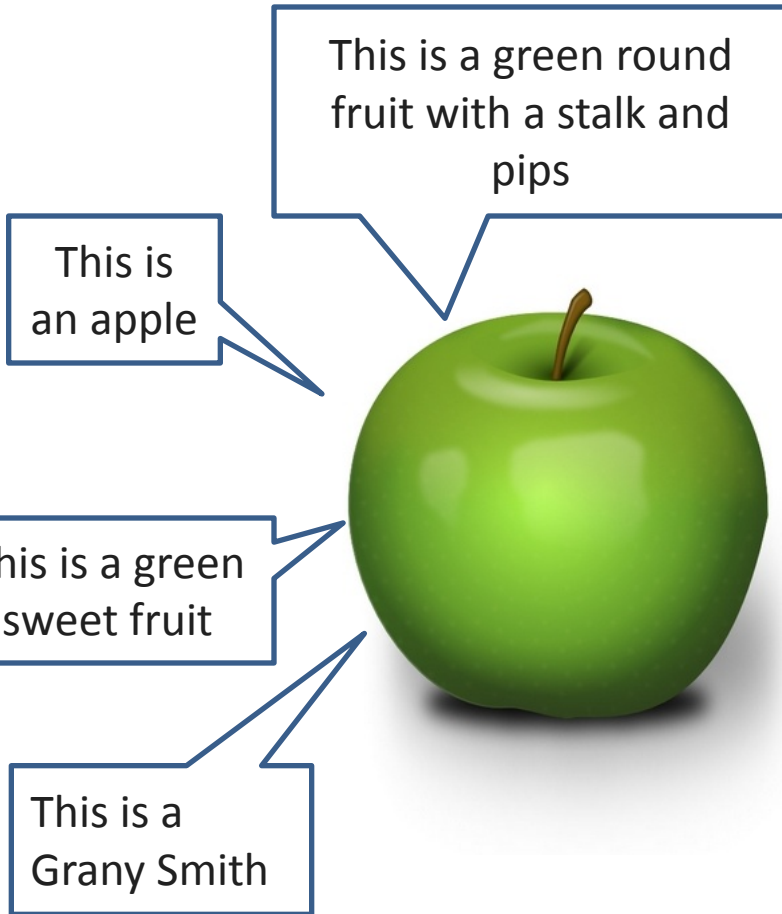 This is a green round
fruit with a stalk and
pips
This is
an apple
his is a green
sweet fruit
This is a
Grany Smith